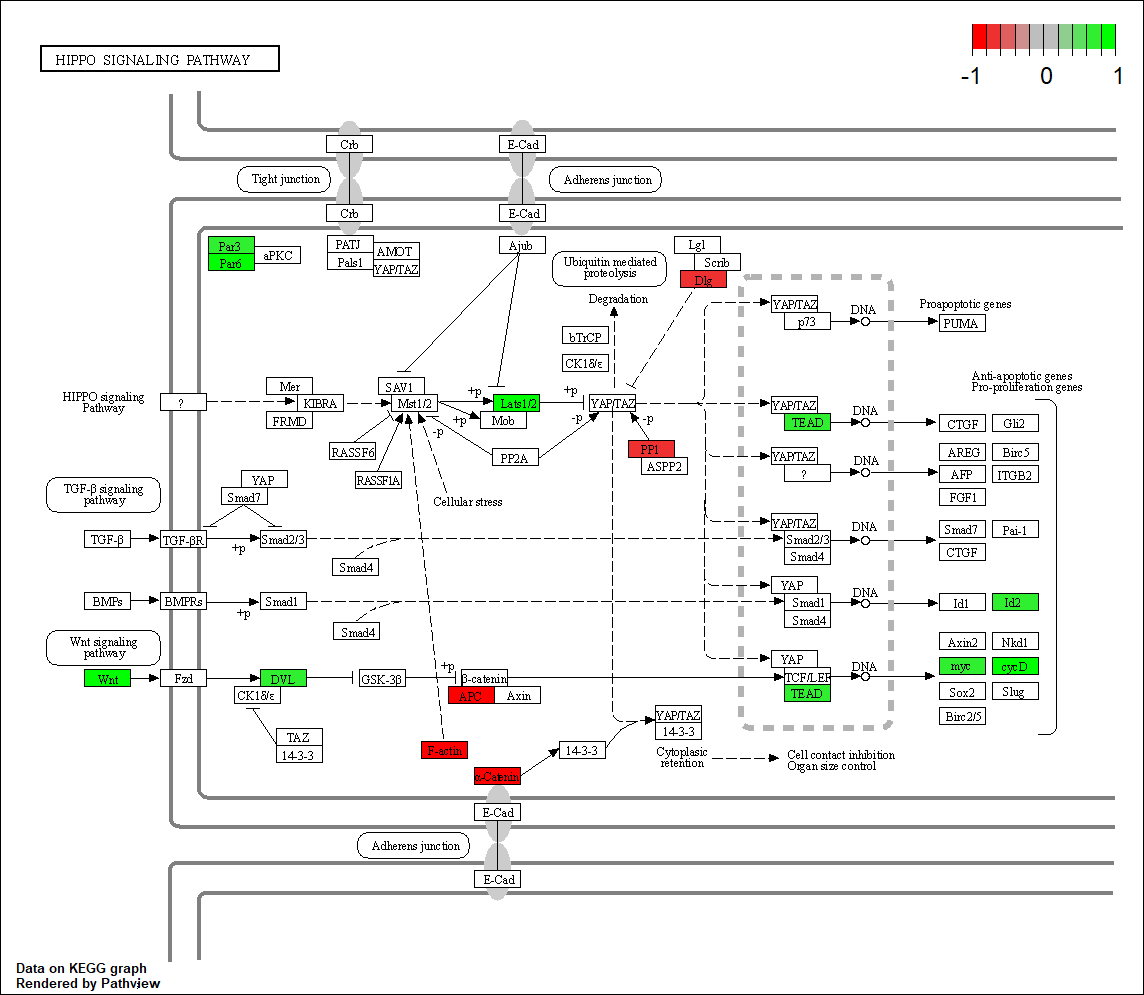 HIPPO SIGNALING PATHWAY
-1 0 1
Crb
E-Cad
Tight junction
Adherens junction
Crb
E-Cad
Par3
Par6
aPKC
PATJ
Pals1
AMOT
YAP/TAZ
Ajub
Ubiquitin mediated
proteolysis
Lgl
Scrib
Dlg
Degradation
bTrCP
CK1δ/ε
YAP/TAZ
p73
DNA
Proapoptotic genes
PUMA
Anti-apoptotic genes
Pro-proliferation genes
HIPPO signaling
Pathway
?
Mer
KIBRA
FRMD
SAV1
Mst1/2
+p
+p
-p
Lats1/2
Mob
+p
-p
YAP/TAZ
-p
RASSF6
RASSF1A
PP2A
PP1
ASPP2
Cellular stress
YAP/TAZ
TEAD
DNA
CTGF
Gli2
YAP/TAZ
?
DNA
AREG
Birc5
AFP
ITGB2
FGF1
TGF-β signaling
pathway
YAP
Smad7
TGF-β
TGF-βR
+p
Smad2/3
Smad4
YAP/TAZ
Smad2/3
Smad4
DNA
Smad7
Pai-1
CTGF
BMPs
BMPRs
+p
Smad1
Smad4
YAP
Smad1
Smad4
DNA
Id1
Id2
Wnt signaling
pathway
Wnt
Fzd
DVL
CK1δ/ε
TAZ
14-3-3
GSK-3β
+p
β-catenin
APC
Axin
YAP
TCF/LEF
TEAD
DNA
Axin2
Nkd1
myc
cycD
Sox2
Slug
Birc2/5
F-actin
α-Catenin
14-3-3
YAP/TAZ
14-3-3
Cytoplasic
retention
Cell contact inhibition
Organ size control
E-Cad
Adherens junction
E-Cad
Data on KEGG graph
Rendered by Pathview